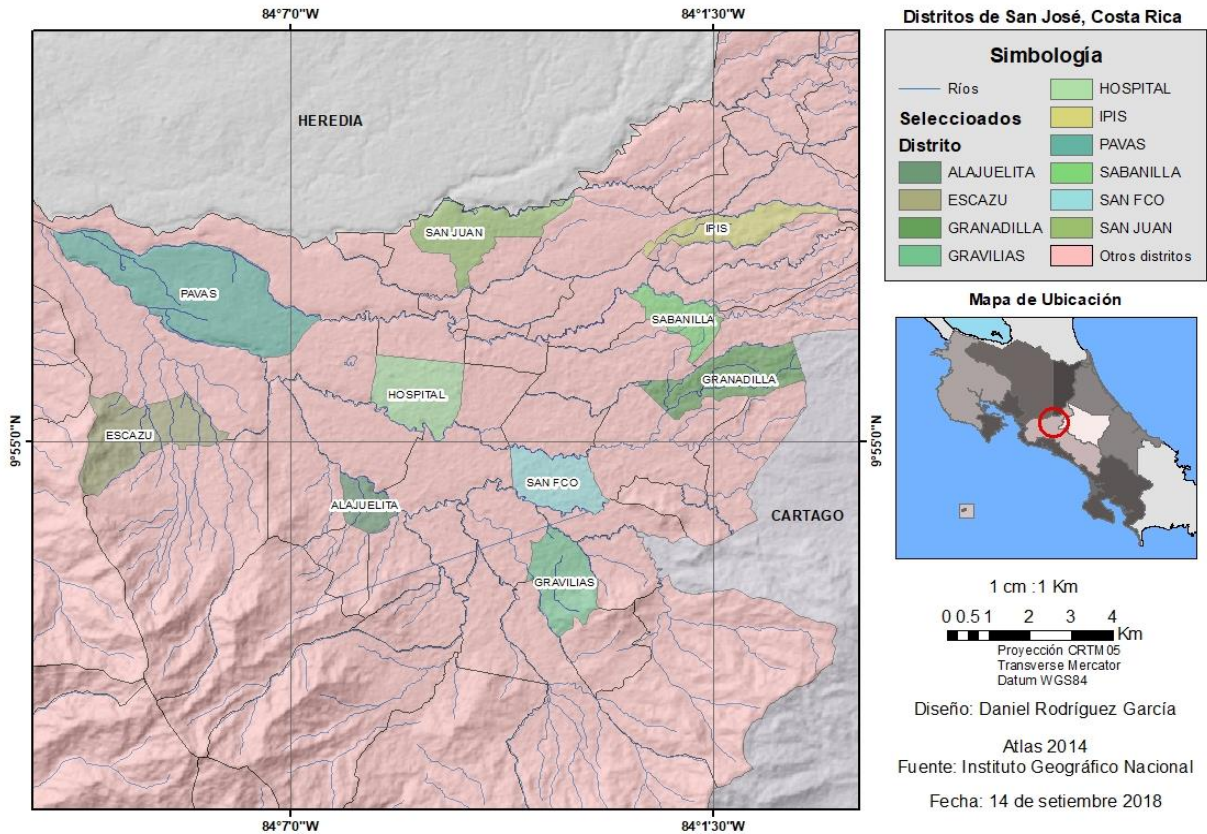 84°7'0"W
84°1'30"W
HEREDIA
SAN JUAN
IPIS
PAVAS
SABANILLA
GRANADILLA
HOSPITAL
ESCAZU
9°55'0"N
9°55'0"N
SAN FCO
ALAJUELITA
CARTAGO
GRAVILIAS
84°7'0"W
84°1'30"W
Distritos de San José, Costa Rica
Simbología
Ríos
Seleccioados
Distrito
ALAJUELITA
ESCAZU
GRANADILLA
GRAVILIAS
HOSPITAL
IPIS
PAVAS
SABANILLA
SAN FCO
SAN JUAN
Otros distritos
Mapa de Ubicación
1 cm :1 Km
0 0.5 1 2 3 4
Km
Proyección CRTM05
Transverse Mercator
Datum WGS84
Diseño: Daniel Rodríguez García
Atlas 2014
Fuente: Instituto Geográfico Nacional
Fecha: 14 de setiembre 2018